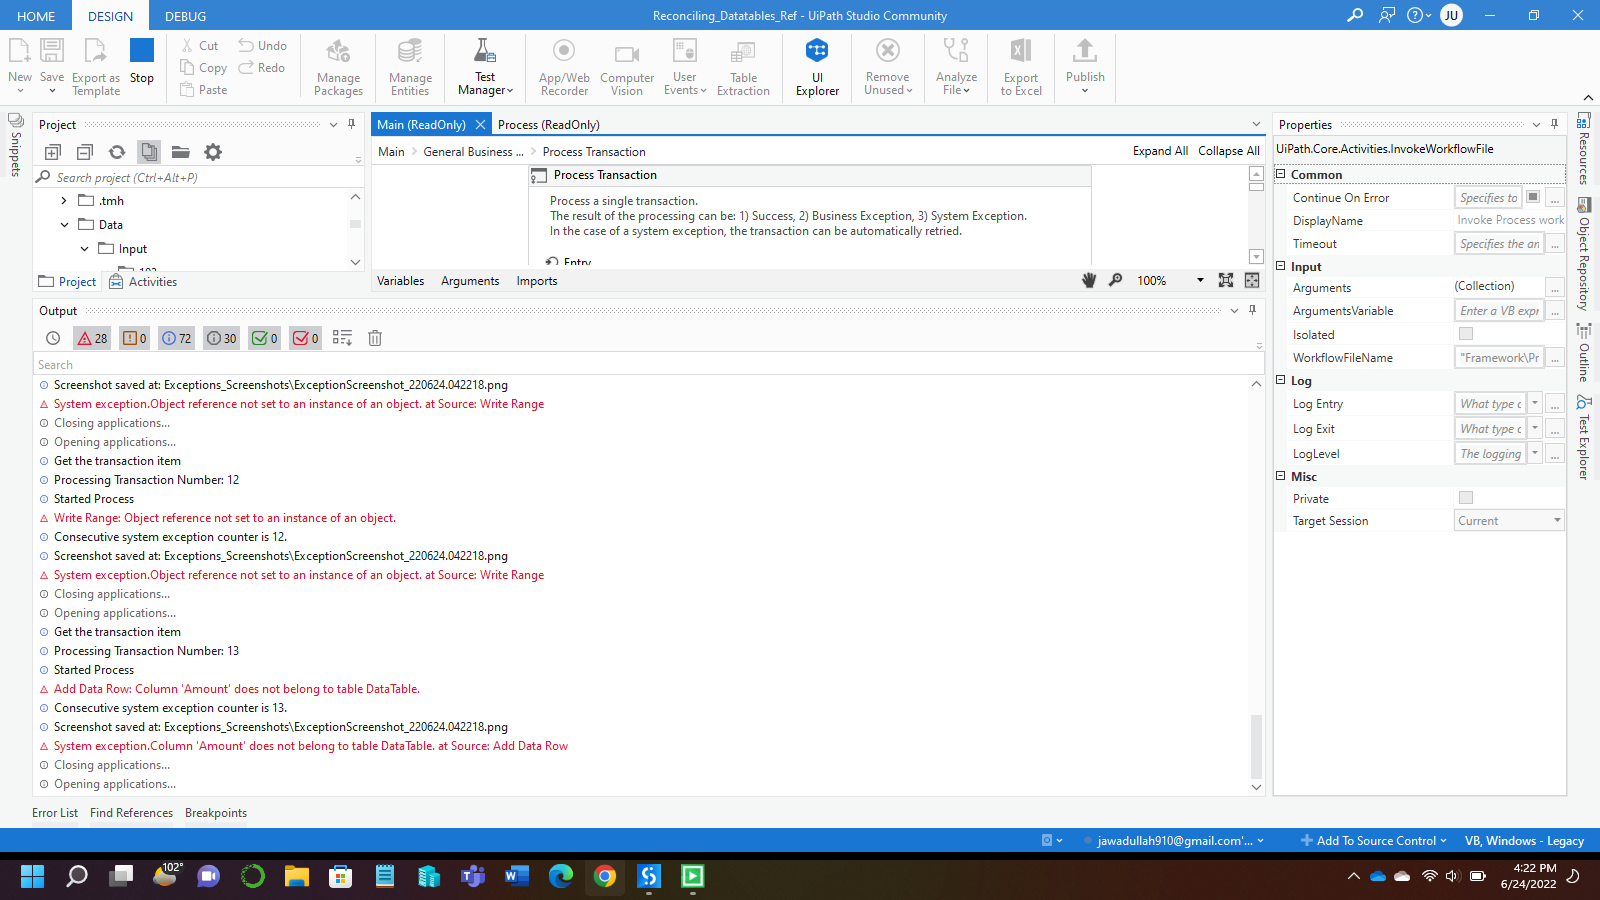 HOME DESIGN DEBUG
Reconciling_Datatables_Ref - UiPath Studio Community
JU
New
Save
Export as Template
Stop
Cut
Copy
Paste
Undo
Redo
Manage Packages
Manage Entities
Test Manager
App/Web Recorder
Computer Vision
User Events
Table Extraction
UI Explorer
Remove Unused
Analyze File
Export to Excel
Publish
Snippets
Project
Search project (Ctrl+Alt+P)
.tmh
Data
Input
Project Activities
Main (ReadOnly) Process (ReadOnly)
Main General Business ... Process Transaction
Expand All Collapse All
Process Transaction
Process a single transaction.
The result of the processing can be: 1) Success, 2) Business Exception, 3) System Exception.
In the case of a system exception, the transaction can be automatically retried.
Entry
Variables Arguments Imports
100%
Output
28 0 72 30 0 0
Search
Screenshot saved at: Exceptions_Screenshots\ExceptionScreenshot_220624.042218.png
System exception.Object reference not set to an instance of an object. at Source: Write Range
Closing applications...
Opening applications...
Get the transaction item
Processing Transaction Number: 12
Started Process
Write Range: Object reference not set to an instance of an object.
Consecutive system exception counter is 12.
Screenshot saved at: Exceptions_Screenshots\ExceptionScreenshot_220624.042218.png
System exception.Object reference not set to an instance of an object. at Source: Write Range
Closing applications...
Opening applications...
Get the transaction item
Processing Transaction Number: 13
Started Process
Add Data Row: Column 'Amount' does not belong to table DataTable.
Consecutive system exception counter is 13.
Screenshot saved at: Exceptions_Screenshots\ExceptionScreenshot_220624.042218.png
System exception.Column 'Amount' does not belong to table DataTable. at Source: Add Data Row
Closing applications...
Opening applications...
Error List Find References Breakpoints
Properties
UiPath.Core.Activities.InvokeWorkflowFile
Common
Continue On Error Specifies to ...
DisplayName Invoke Process work
Timeout Specifies the an ...
Input
Arguments (Collection) ...
ArgumentsVariable Enter a VB expr ...
Isolated
WorkflowFileName "Framework\Pr ...
Log
Log Entry What type c ...
Log Exit What type c ...
LogLevel The logging ...
Misc
Private
Target Session Current
Resources
Object Repository
Outline
Test Explorer
jawadullah910@gmail.com'...
Add To Source Control
VB, Windows - Legacy
102°
4:22 PM
6/24/2022